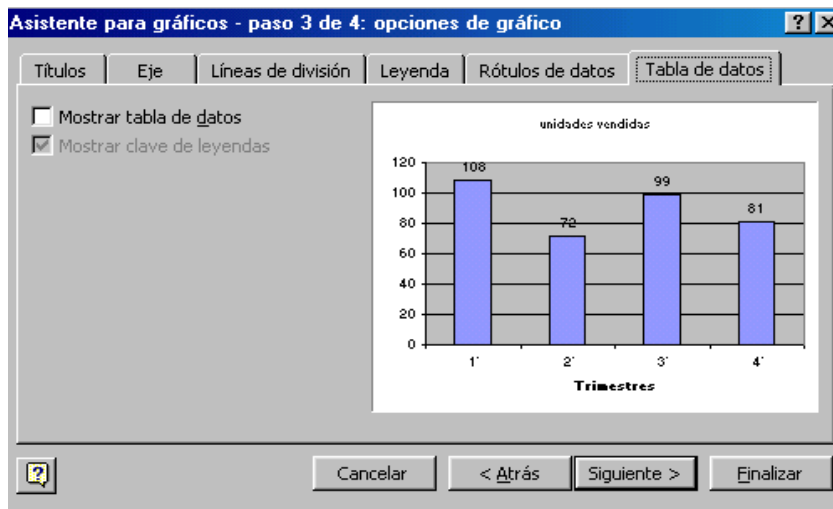 Asistente para gráficos - paso 3 de 4: opciones de gráfico
Títulos Eje Líneas de división Leyenda Rótulos de datos Tabla de datos
Mostrar tabla de datos
Mostrar clave de leyendas
unidades vendidas
120
100
80
60
40
20
0
108
72
99
81
1' 2' 3' 4'
Trimestres
Cancelar < Atrás Siguiente > Finalizar